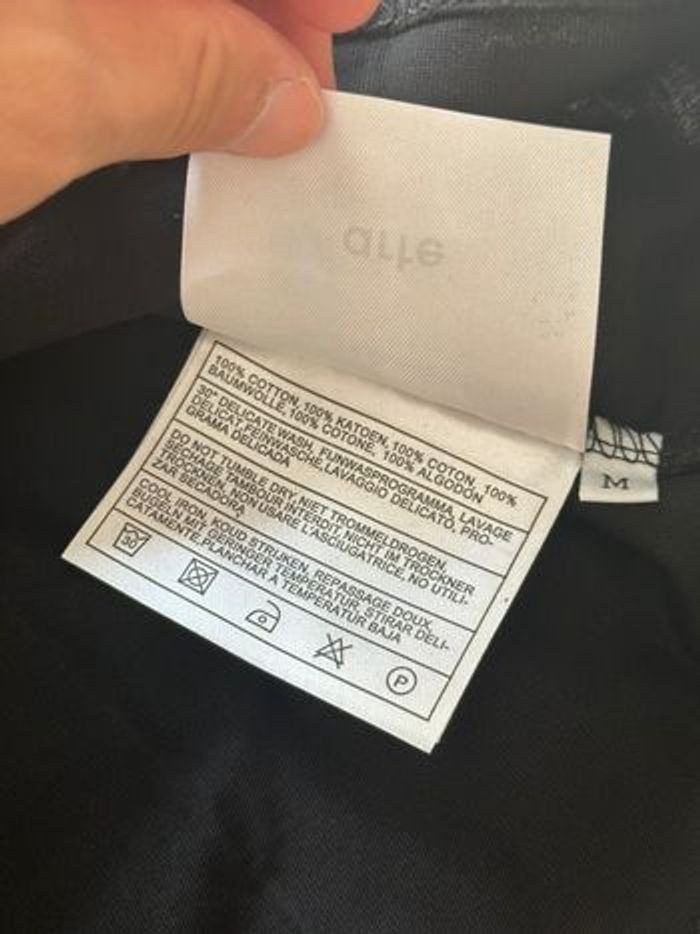 arte
100% COTTON, 100% KATOEN, 100% COTON, 100%
BAUMWOLLE, 100% COTONE, 100% ALGODÓN
30° DELICATE WASH, FIJNWASPROGRAMMA, LAVAGE
DELICAT, FEINWÄSCHE, LAVAGGIO DELICATO, PRO-
GRAMA DELICADA
DO NOT TUMBLE DRY, NIET TROMMELDROGEN,
TRECHAGE TAMBOUR INTERDIT, NICHT IM TROCKNER
TROCKNEN, NON USARE L'ASCIUGATRICE, NO UTILI-
ZAR SECADORA
COOL IRON, KOUD STRIJKEN, REPASSAGE DOUX,
BUGELN MIT GERINGER TEMPERATUR, STIRAR DELI-
CATAMENTE, PLANCHAR A TEMPERATUR BAJA
30
P
M